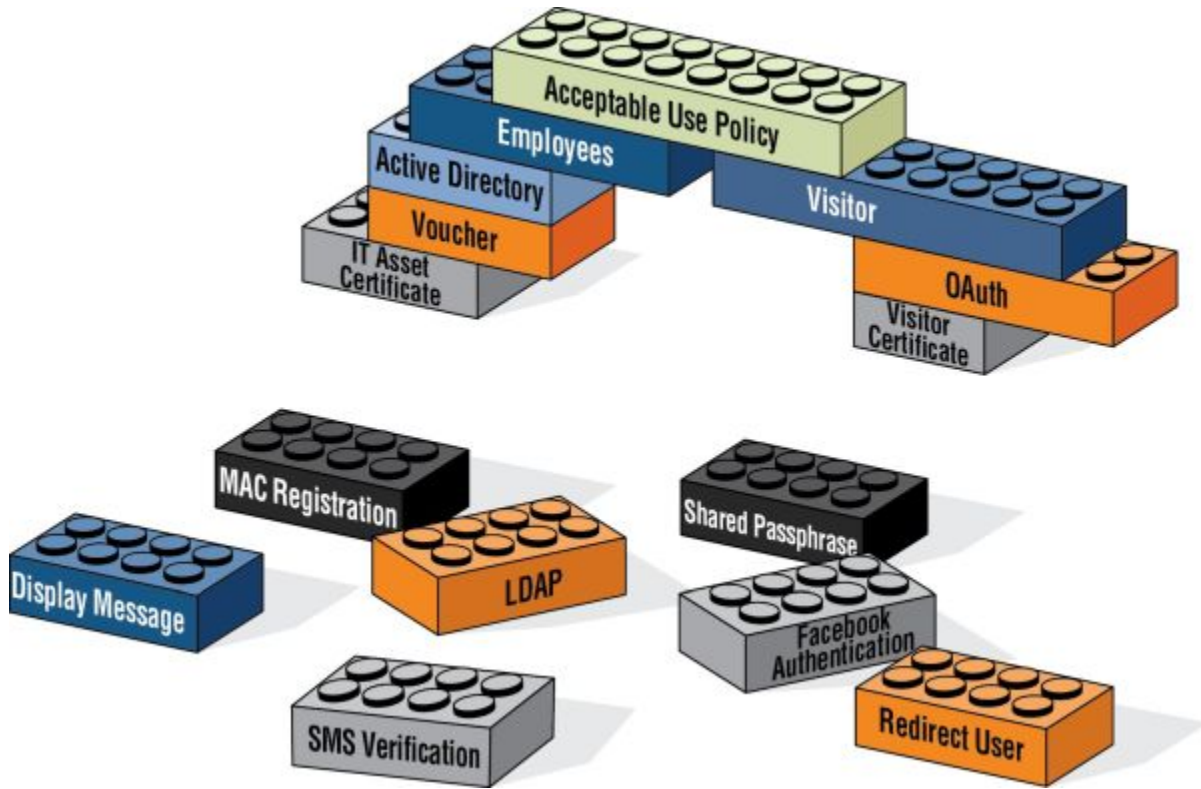 Acceptable Use Policy
Employees
Active Directory
Visitor
Voucher
IT Asset
Certificate
OAuth
Visitor
Certificate
MAC Registration
Shared Passphrase
Display Message
LDAP
Facebook
Authentication
SMS Verification
Redirect User